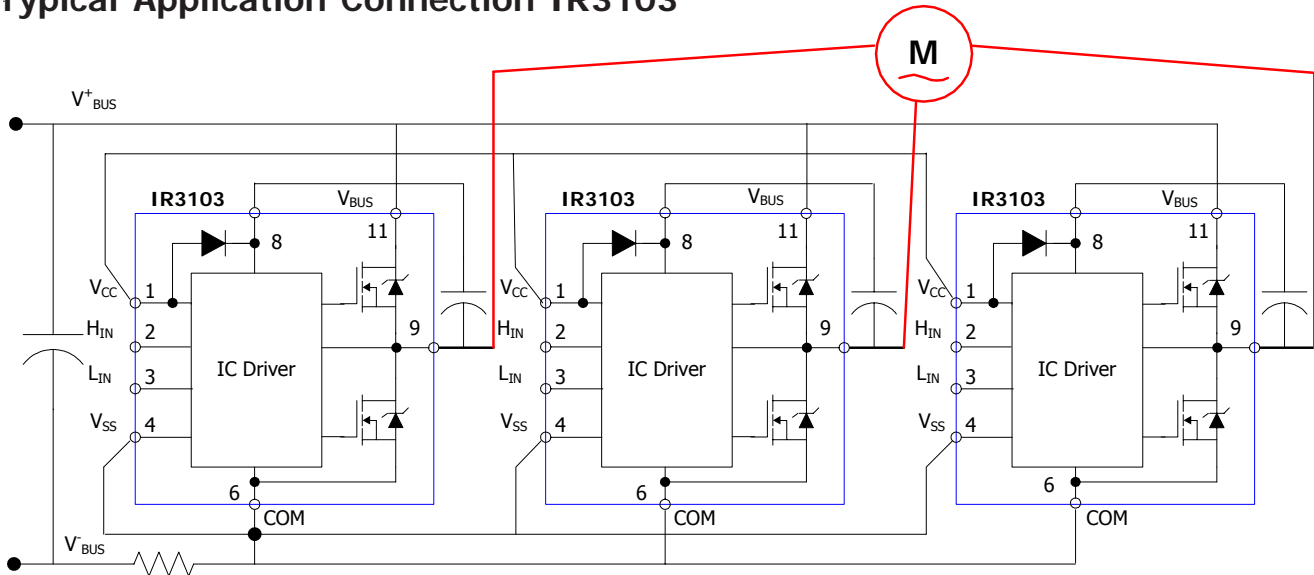 Typical Application Connection IR3103
M
V+BUS
IR3103
VBUS
8
11
VCC
1
HIN
2
9
LIN
3
IC Driver
VSS
4
6
COM
IR3103
VBUS
8
11
VCC
1
HIN
2
9
LIN
3
IC Driver
VSS
4
6
COM
IR3103
VBUS
8
11
VCC
1
HIN
2
9
LIN
3
IC Driver
VSS
4
6
COM
V-BUS